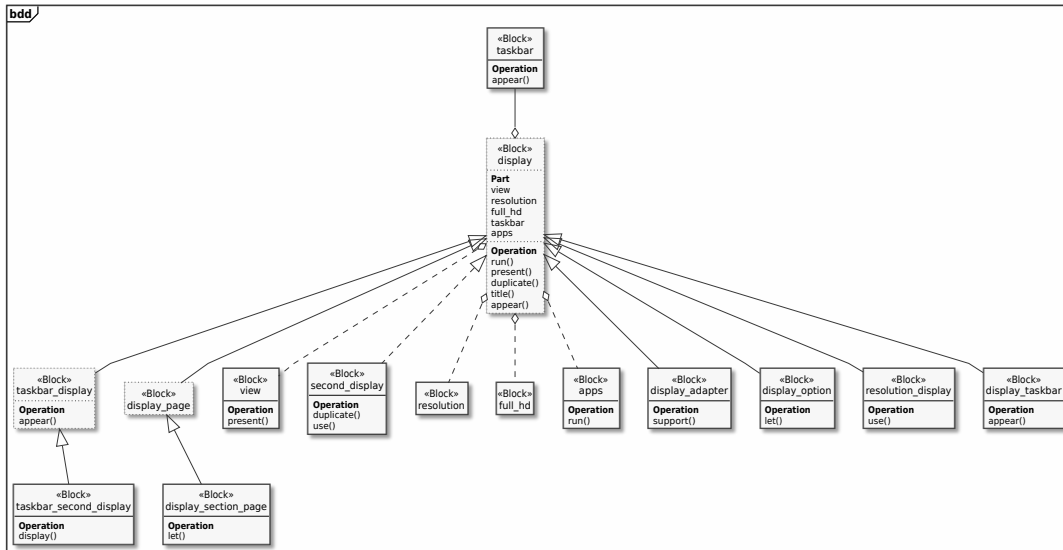 bdd
«Block»
taskbar
Operation
appear()
«Block»
display
Part
view
resolution
full_hd
taskbar
apps
Operation
run()
present()
duplicate()
title()
appear()
«Block»
taskbar_display
Operation
appear()
«Block»
display_page
«Block»
view
Operation
present()
«Block»
second_display
Operation
duplicate()
use()
«Block»
resolution
«Block»
full_hd
«Block»
apps
Operation
run()
«Block»
display_adapter
Operation
support()
«Block»
display_option
Operation
let()
«Block»
resolution_display
Operation
use()
«Block»
display_taskbar
Operation
appear()
«Block»
taskbar_second_display
Operation
display()
«Block»
display_section_page
Operation
let()